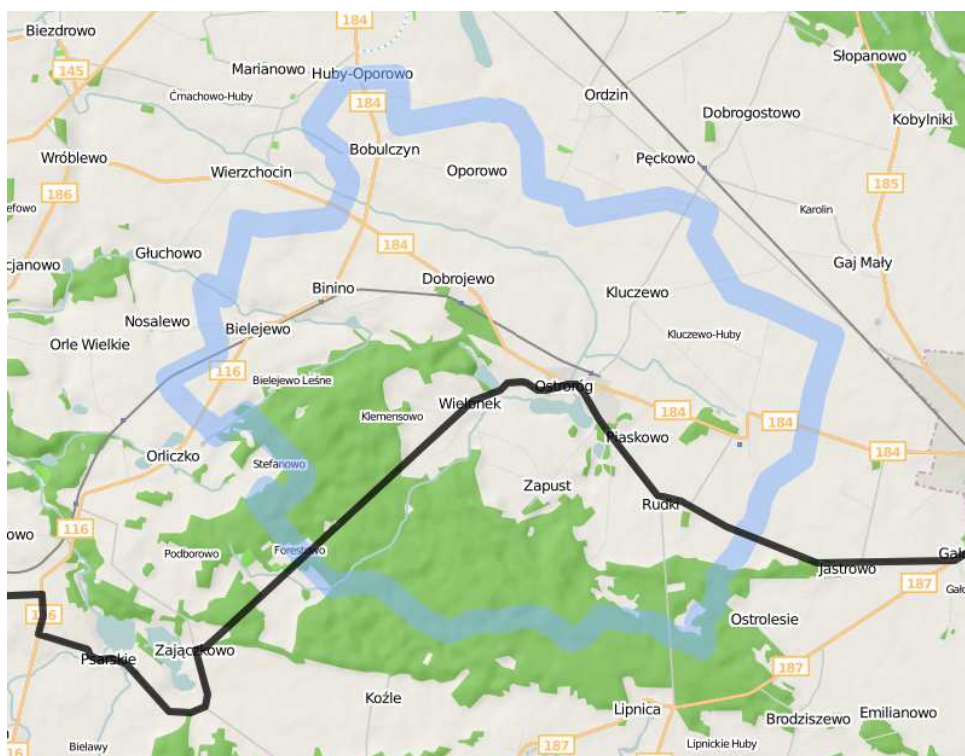 184
Biezdrowo
Słopanowo
145
Marianowo
Huby-Oporowo
Ćmachowo-Huby
184
Ordzin
Dobrogostowo
Kobylniki
Wróblewo
Bobulczyn
Pęckowo
Wierzchocin
Oporowo
186
185
efowo
Karolin
184
Głuchowo
cjanowo
Gaj Mały
Binino
Dobrojewo
Kluczewo
Nosalewo
Bielejewo
Kluczewo-Huby
Orle Wielkie
116
Bielejewo Leśne
Ostroróg
Wielonek
Klemensowo
184
184
Piaskowo
Orliczko
184
Stefanowo
Zapust
Rudki
116
owo
Podborowo
Forestowo
Jastrowo
187
Ostrolesie
Zajączkowo
Psarskie
187
Koźle
Lipnica
Brodziszewo
Emilianowo
Bielawy
187
Lipnickie Huby